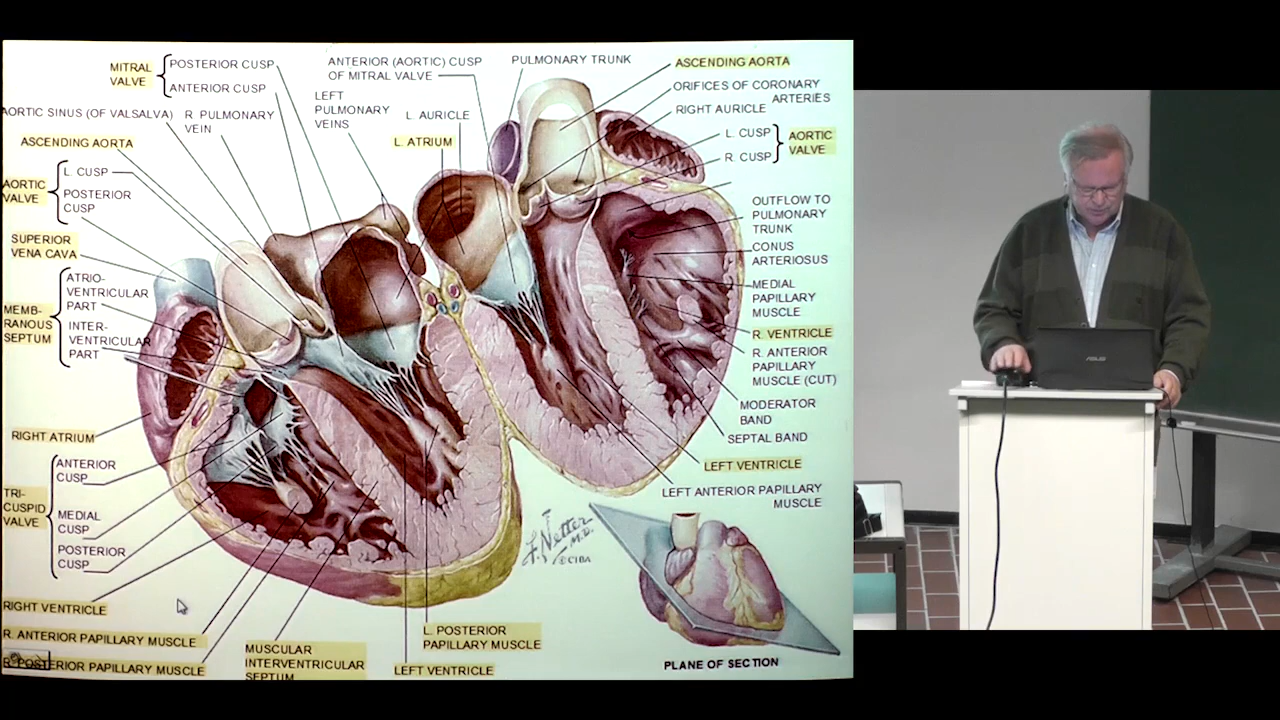 MITRAL
VALVE
POSTERIOR CUSP
ANTERIOR CUSP
ANTERIOR (AORTIC) CUSP
OF MITRAL VALVE
PULMONARY TRUNK
ASCENDING AORTA
ORIFICES OF CORONARY
ARTERIES
RIGHT AURICLE
LEFT
PULMONARY
VEINS
L. AURICLE
L. ATRIUM
L. CUSP
R. CUSP
AORTIC
VALVE
AORTIC SINUS (OF VALSALVA)
R PULMONARY
VEIN
ASCENDING AORTA
AORTIC
VALVE
L. CUSP
POSTERIOR
CUSP
SUPERIOR
VENA CAVA
MEMB-
RANOUS
SEPTUM
ATRIO-
VENTRICULAR
PART
INTER-
VENTRICULAR
PART
OUTFLOW TO
PULMONARY
TRUNK
CONUS
ARTERIOSUS
MEDIAL
PAPILLARY
MUSCLE
R. VENTRICLE
R. ANTERIOR
PAPILLARY
MUSCLE (CUT)
MODERATOR
BAND
SEPTAL BAND
LEFT VENTRICLE
LEFT ANTERIOR PAPILLARY
MUSCLE
RIGHT ATRIUM
TRI-
CUSPID
VALVE
ANTERIOR
CUSP
MEDIAL
CUSP
POSTERIOR
CUSP
RIGHT VENTRICLE
R. ANTERIOR PAPILLARY MUSCLE
R. POSTERIOR PAPILLARY MUSCLE
MUSCULAR
INTERVENTRICULAR
SEPTUM
LEFT VENTRICLE
L. POSTERIOR
PAPILLARY MUSCLE
F. Netter
M.D.
©CIBA
PLANE OF SECTION
ASUS